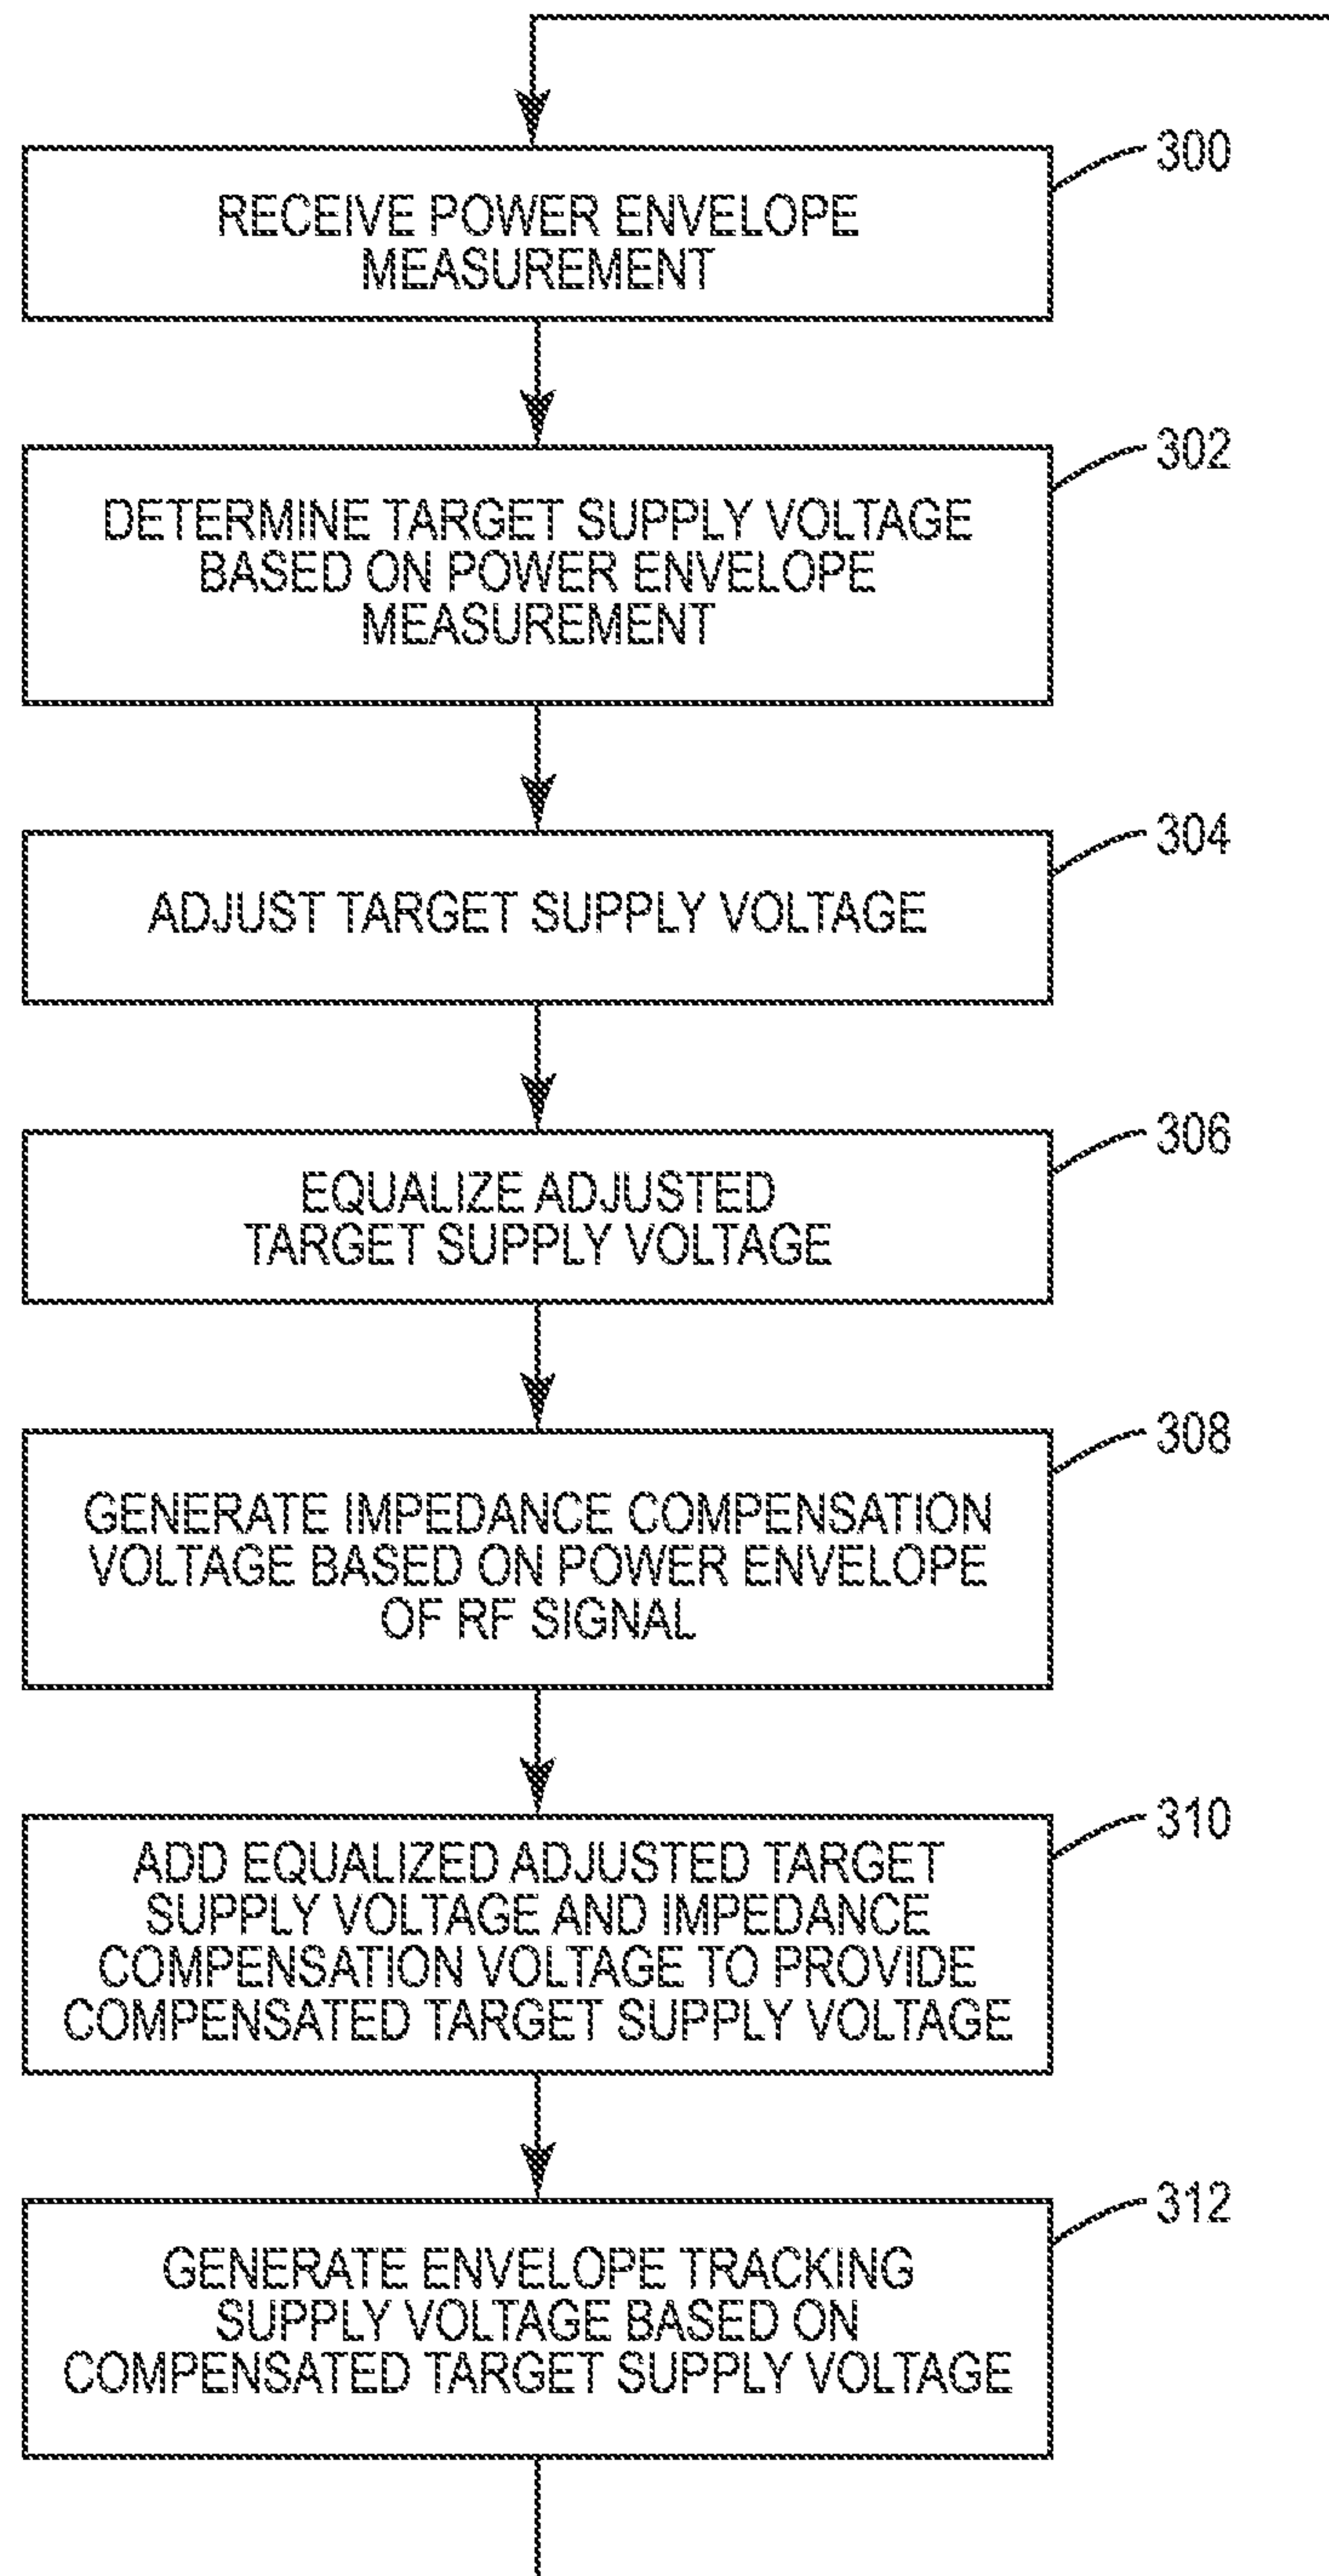 300
RECEIVE POWER ENVELOPE
MEASUREMENT
302
DETERMINE TARGET SUPPLY VOLTAGE
BASED ON POWER ENVELOPE
MEASUREMENT
304
ADJUST TARGET SUPPLY VOLTAGE
306
EQUALIZE ADJUSTED
TARGET SUPPLY VOLTAGE
308
GENERATE IMPEDANCE COMPENSATION
VOLTAGE BASED ON POWER ENVELOPE
OF RF SIGNAL
310
ADD EQUALIZED ADJUSTED TARGET
SUPPLY VOLTAGE AND IMPEDANCE
COMPENSATION VOLTAGE TO PROVIDE
COMPENSATED TARGET SUPPLY VOLTAGE
312
GENERATE ENVELOPE TRACKING
SUPPLY VOLTAGE BASED ON
COMPENSATED TARGET SUPPLY VOLTAGE